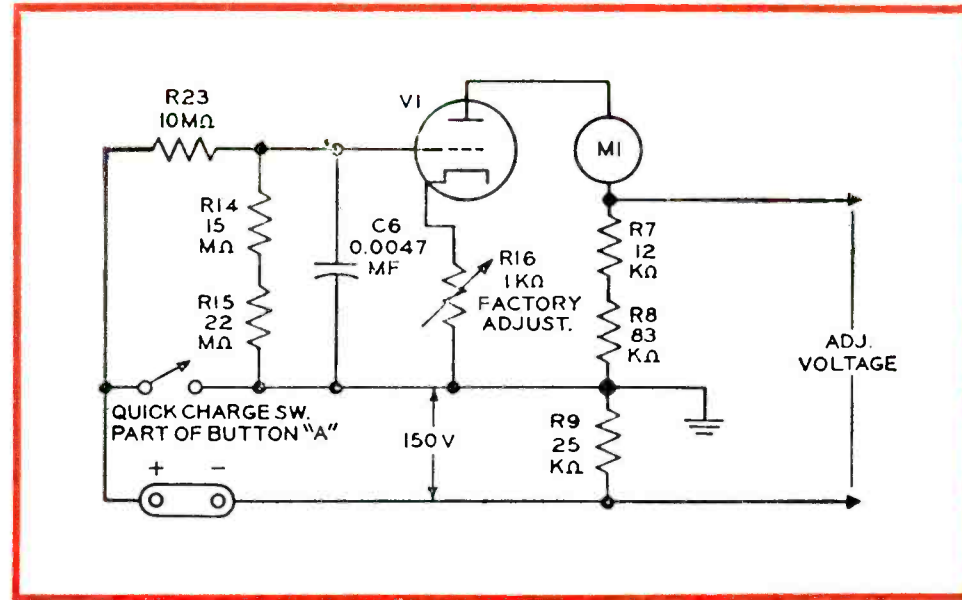 R23
10MΩ
V1
M1
R14
15
MΩ
C6
0.0047
MF
R16
1KΩ
FACTORY
ADJUST.
R7
12
KΩ
R15
22
MΩ
R8
83
KΩ
ADJ.
VOLTAGE
QUICK CHARGE SW.
PART OF BUTTON "A"
150V
R9
25
KΩ
+ -